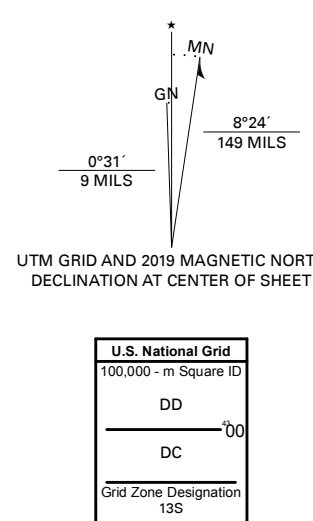 ★
MN
GN
8°24´
149 MILS
0°31´
9 MILS
UTM GRID AND 2019 MAGNETIC NORT
DECLINATION AT CENTER OF SHEET
U.S. National Grid
100,000 - m Square ID
DD
4300
DC
Grid Zone Designation
13S